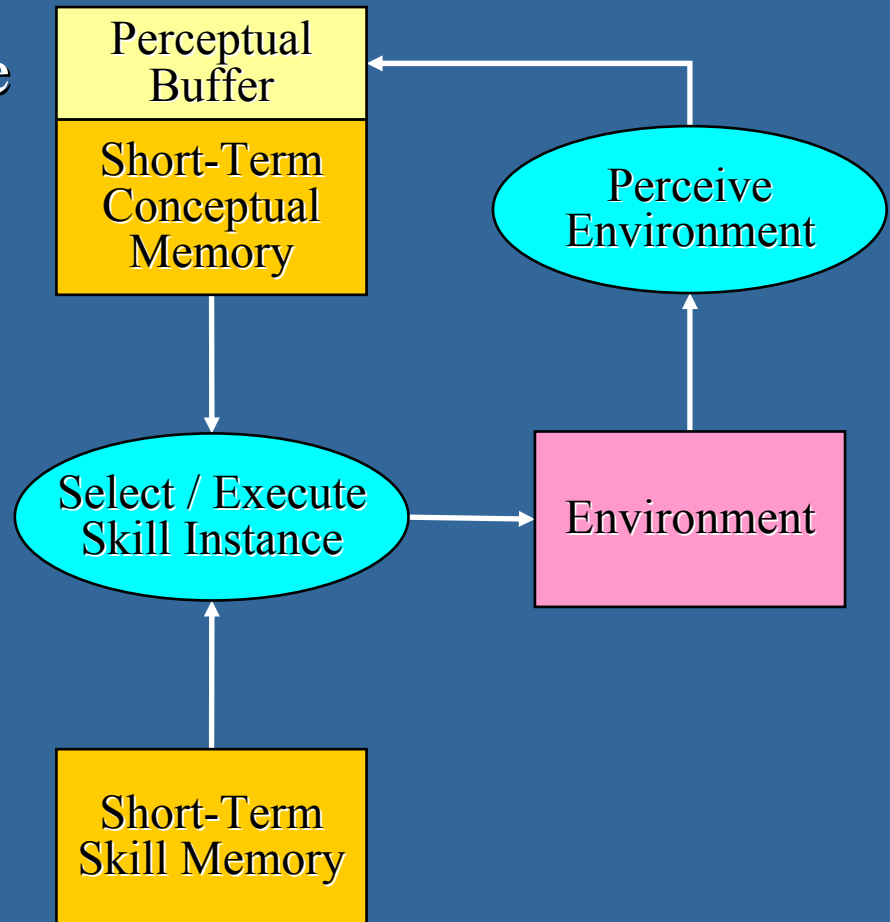 e
Perceptual
Buffer
Short-Term
Conceptual
Memory
Perceive
Environment
Select / Execute
Skill Instance
Environment
Short-Term
Skill Memory